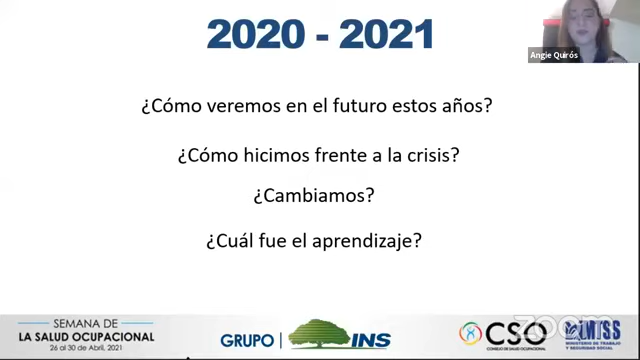 2020 - 2021
Angie Quirós
¿Cómo veremos en el futuro estos años?
¿Cómo hicimos frente a la crisis?
¿Cambiamos?
¿Cuál fue el aprendizaje?
SEMANA DE
LA SALUD OCUPACIONAL
26 al 30 de Abril, 2021
GRUPO INS
CSO
CONSEJO DE SALUD OCUPACIONAL
MTSS
MINISTERIO DE TRABAJO
Y SEGURIDAD SOCIAL
zoom